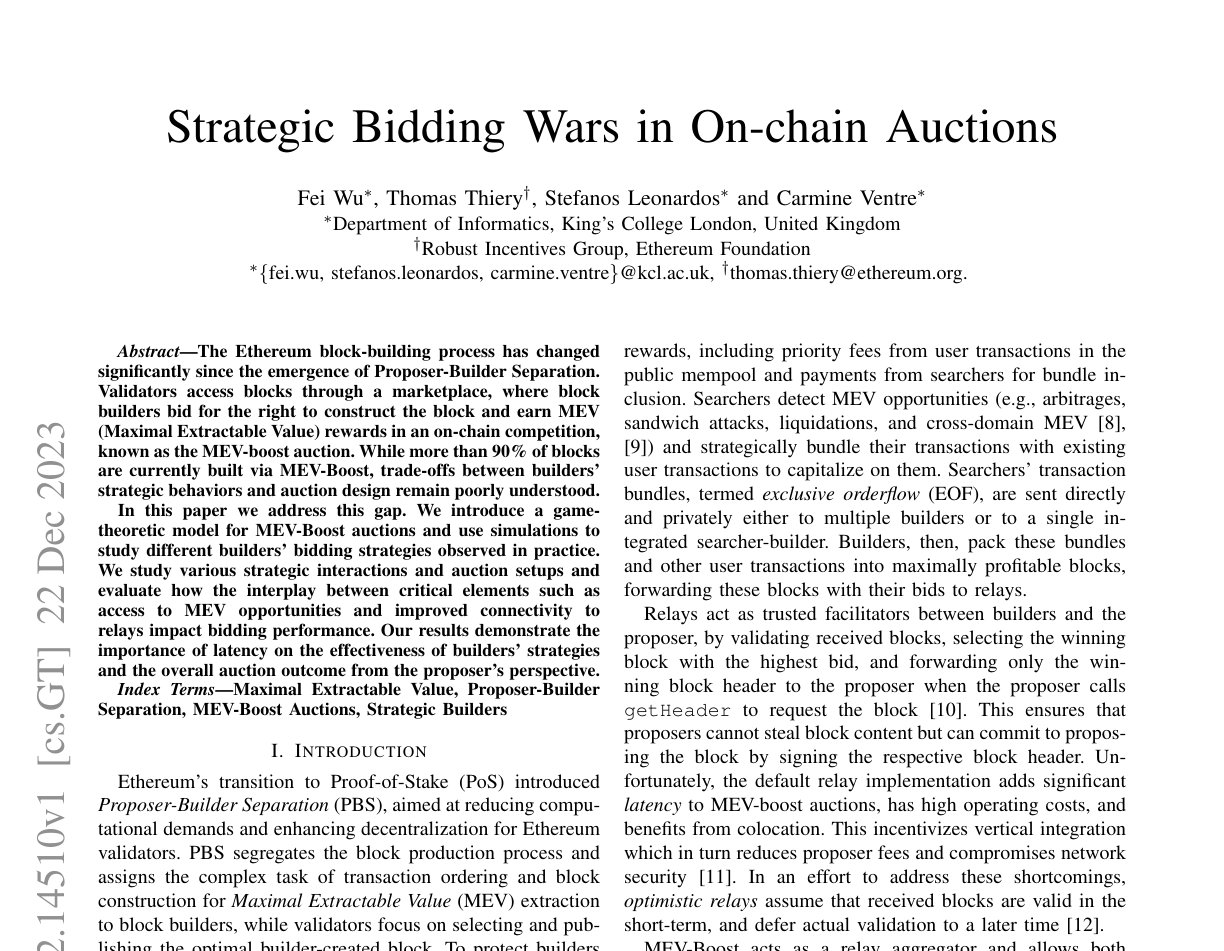 Strategic Bidding Wars in On-chain Auctions
Fei Wu*, Thomas Thiery†, Stefanos Leonardos* and Carmine Ventre*
*Department of Informatics, King's College London, United Kingdom
†Robust Incentives Group, Ethereum Foundation
*{fei.wu, stefanos.leonardos, carmine.ventre}@kcl.ac.uk, †thomas.thiery@ethereum.org.
2.14510v1 [cs.GT] 22 Dec 2023
Abstract—The Ethereum block-building process has changed
significantly since the emergence of Proposer-Builder Separation.
Validators access blocks through a marketplace, where block
builders bid for the right to construct the block and earn MEV
(Maximal Extractable Value) rewards in an on-chain competition,
known as the MEV-boost auction. While more than 90% of blocks
are currently built via MEV-Boost, trade-offs between builders'
strategic behaviors and auction design remain poorly understood.
In this paper we address this gap. We introduce a game-
theoretic model for MEV-Boost auctions and use simulations to
study different builders' bidding strategies observed in practice.
We study various strategic interactions and auction setups and
evaluate how the interplay between critical elements such as
access to MEV opportunities and improved connectivity to
relays impact bidding performance. Our results demonstrate the
importance of latency on the effectiveness of builders' strategies
and the overall auction outcome from the proposer's perspective.
Index Terms—Maximal Extractable Value, Proposer-Builder
Separation, MEV-Boost Auctions, Strategic Builders
I. INTRODUCTION
Ethereum's transition to Proof-of-Stake (PoS) introduced
Proposer-Builder Separation (PBS), aimed at reducing compu-
tational demands and enhancing decentralization for Ethereum
validators. PBS segregates the block production process and
assigns the complex task of transaction ordering and block
construction for Maximal Extractable Value (MEV) extraction
to block builders, while validators focus on selecting and pub-
lishing the optimal builder-created block. To protect builders
rewards, including priority fees from user transactions in the
public mempool and payments from searchers for bundle in-
clusion. Searchers detect MEV opportunities (e.g., arbitrages,
sandwich attacks, liquidations, and cross-domain MEV [8],
[9]) and strategically bundle their transactions with existing
user transactions to capitalize on them. Searchers' transaction
bundles, termed exclusive orderflow (EOF), are sent directly
and privately either to multiple builders or to a single in-
tegrated searcher-builder. Builders, then, pack these bundles
and other user transactions into maximally profitable blocks,
forwarding these blocks with their bids to relays.
Relays act as trusted facilitators between builders and the
proposer, by validating received blocks, selecting the winning
block with the highest bid, and forwarding only the win-
ning block header to the proposer when the proposer calls
getHeader to request the block [10]. This ensures that
proposers cannot steal block content but can commit to propos-
ing the block by signing the respective block header. Un-
fortunately, the default relay implementation adds significant
latency to MEV-boost auctions, has high operating costs, and
benefits from colocation. This incentivizes vertical integration
which in turn reduces proposer fees and compromises network
security [11]. In an effort to address these shortcomings,
optimistic relays assume that received blocks are valid in the
short-term, and defer actual validation to a later time [12].
MEV-Boost acts as a relay aggregator and allows both